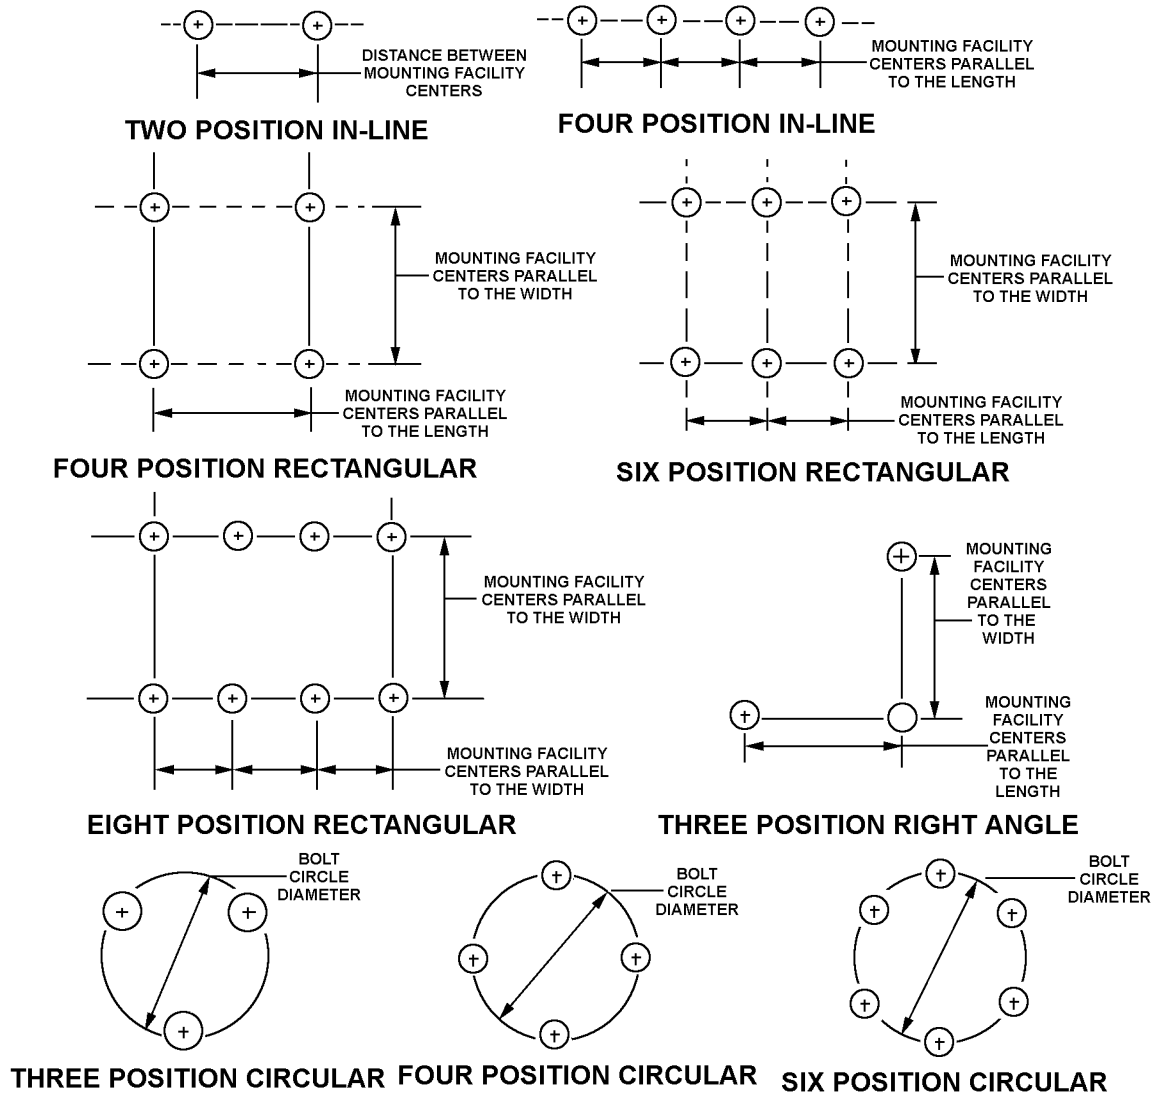 DISTANCE BETWEEN
MOUNTING FACILITY
CENTERS
TWO POSITION IN-LINE
MOUNTING FACILITY
CENTERS PARALLEL
TO THE LENGTH
FOUR POSITION IN-LINE
MOUNTING FACILITY
CENTERS PARALLEL
TO THE WIDTH
MOUNTING FACILITY
CENTERS PARALLEL
TO THE LENGTH
FOUR POSITION RECTANGULAR
MOUNTING FACILITY
CENTERS PARALLEL
TO THE WIDTH
MOUNTING FACILITY
CENTERS PARALLEL
TO THE LENGTH
SIX POSITION RECTANGULAR
MOUNTING FACILITY
CENTERS PARALLEL
TO THE WIDTH
MOUNTING FACILITY
CENTERS PARALLEL
TO THE WIDTH
EIGHT POSITION RECTANGULAR
MOUNTING
FACILITY
CENTERS
PARALLEL
TO THE
WIDTH
MOUNTING
FACILITY
CENTERS
PARALLEL
TO THE
LENGTH
THREE POSITION RIGHT ANGLE
BOLT
CIRCLE
DIAMETER
THREE POSITION CIRCULAR
BOLT
CIRCLE
DIAMETER
FOUR POSITION CIRCULAR
BOLT
CIRCLE
DIAMETER
SIX POSITION CIRCULAR